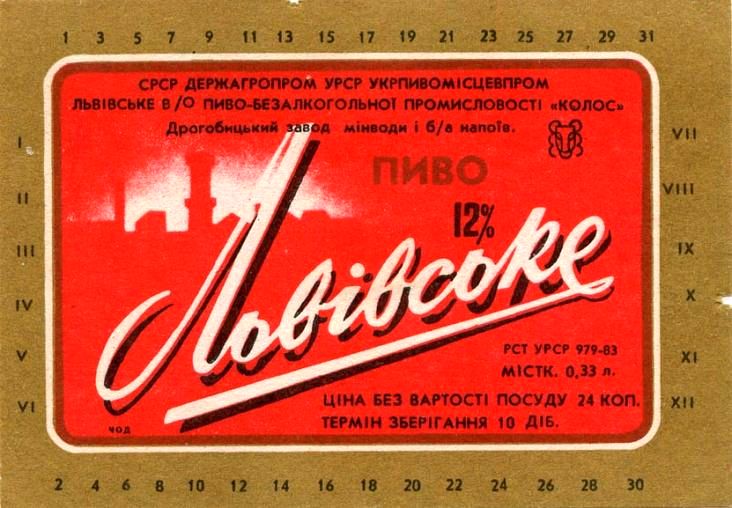 1 3 5 7 9 11 13 15 17 19 21 23 25 27 29 31
СРСР ДЕРЖАГРОПРОМ УРСР УКРПИВОМІСЦЕВПРОМ
ЛЬВІВСЬКЕ В/О ПИВО-БЕЗАЛКОГОЛЬНОЇ ПРОМИСЛОВОСТІ «КОЛОС»
Дрогобицький завод мінводи і б/а напоїв.
ПИВО
12%
Львівське
РСТ УРСР 979-83
МІСТК. 0,33 л.
ЦІНА БЕЗ ВАРТОСТІ ПОСУДУ 24 КОП.
ТЕРМІН ЗБЕРІГАННЯ 10 ДІБ.
ЧОД
I
II
III
IV
V
VI
VII
VIII
IX
X
XI
XII
2 4 6 8 10 12 14 16 18 20 22 24 26 28 30